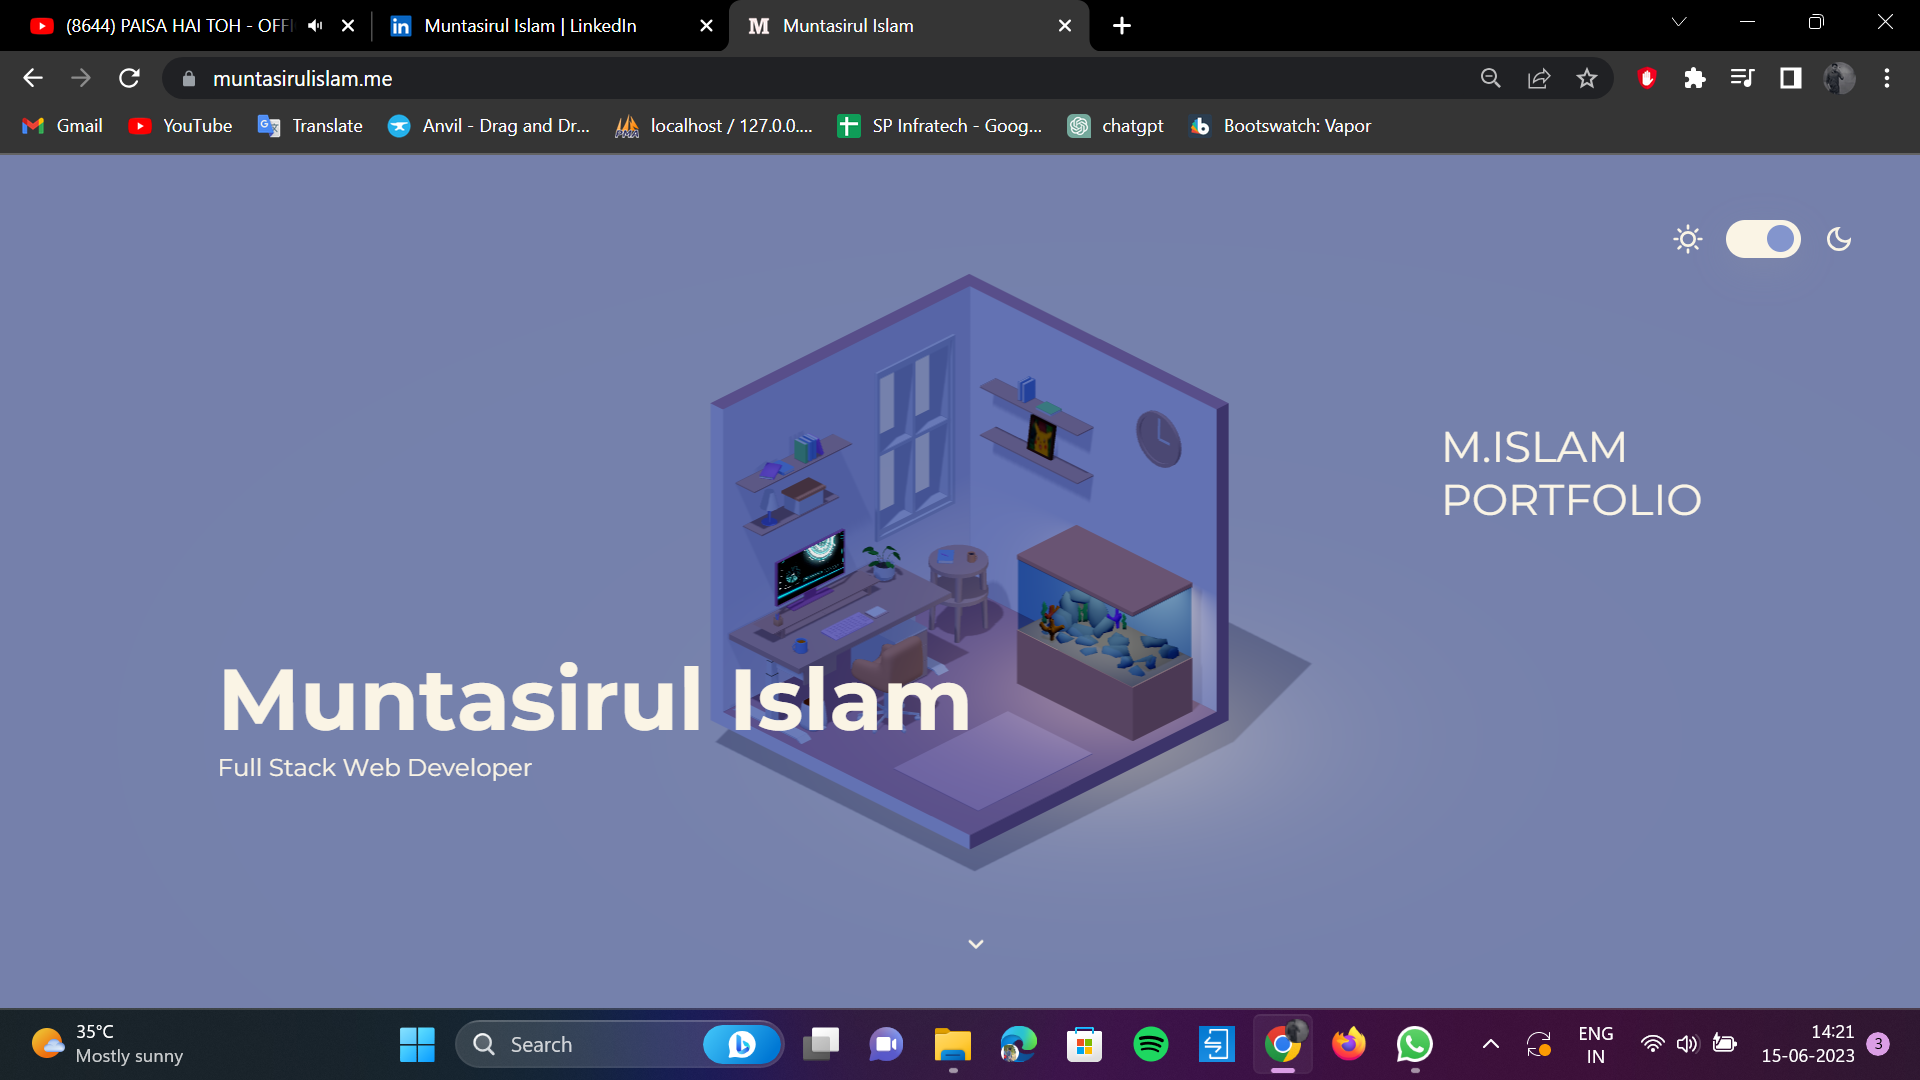 (8644) PAISA HAI TOH - OFFI
Muntasirul Islam | LinkedIn
M Muntasirul Islam
muntasirulislam.me
Gmail
YouTube
Translate
Anvil - Drag and Dr...
localhost / 127.0.0....
SP Infratech - Goog...
chatgpt
Bootswatch: Vapor
M.ISLAM
PORTFOLIO
Muntasirul Islam
Full Stack Web Developer
35°C
Mostly sunny
Search
ENG
IN
14:21
15-06-2023
3